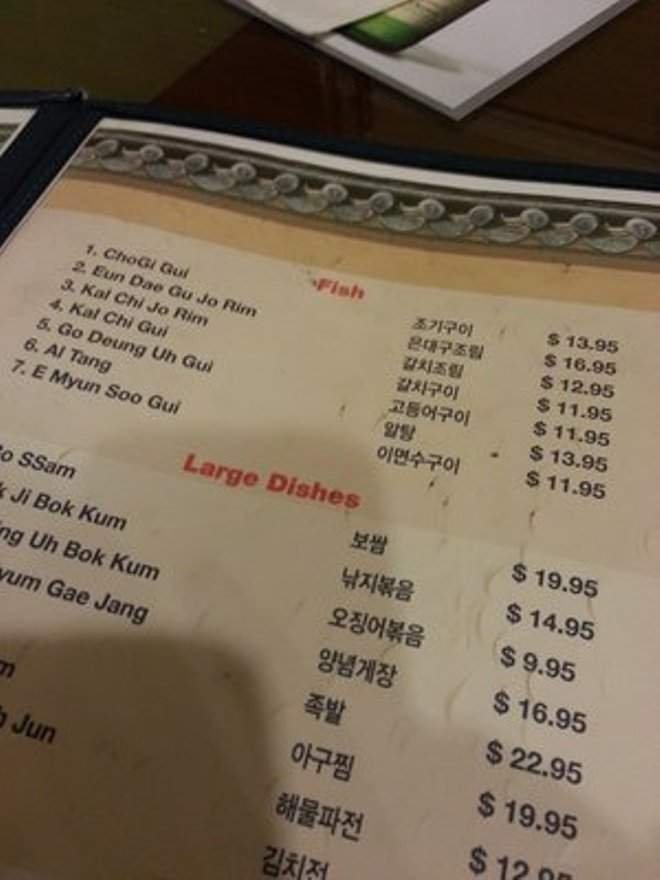 Fish
1. ChoGi Gui 조기구이 $ 13.95
2. Eun Dae Gu Jo Rim 은대구조림 $ 16.95
3. Kal Chi Jo Rim 갈치조림 $ 12.95
4. Kal Chi Gui 갈치구이 $ 11.95
5. Go Deung Uh Gui 고등어구이 $ 11.95
6. Al Tang 알탕 $ 13.95
7. E Myun Soo Gui 이면수구이 $ 11.95
Large Dishes
o SSam 보쌈 $ 19.95
k Ji Bok Kum 낚지볶음 $ 14.95
ng Uh Bok Kum 오징어볶음 $ 9.95
yum Gae Jang 양념게장 $ 16.95
족발 $ 22.95
m 아구찜 $ 19.95
Jun 해물파전 $ 12.95
김치전